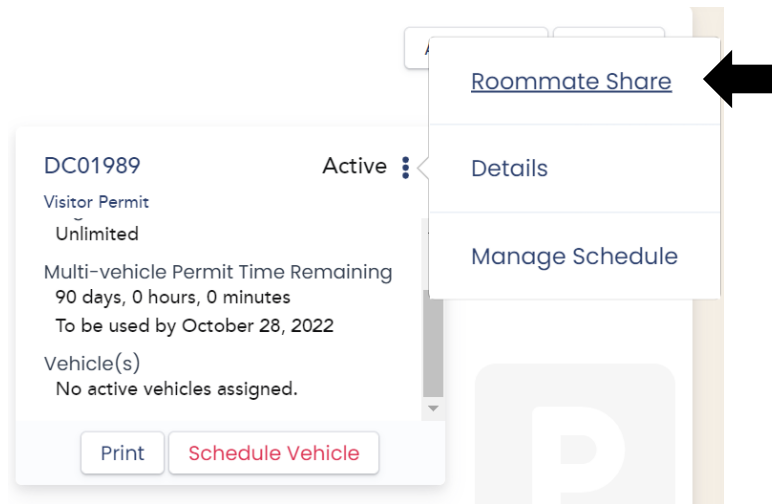 Roommate Share
DC01989 Active
Details
Visitor Permit
Unlimited
Manage Schedule
Multi-vehicle Permit Time Remaining
90 days, 0 hours, 0 minutes
To be used by October 28, 2022
Vehicle(s)
No active vehicles assigned.
Print Schedule Vehicle
P